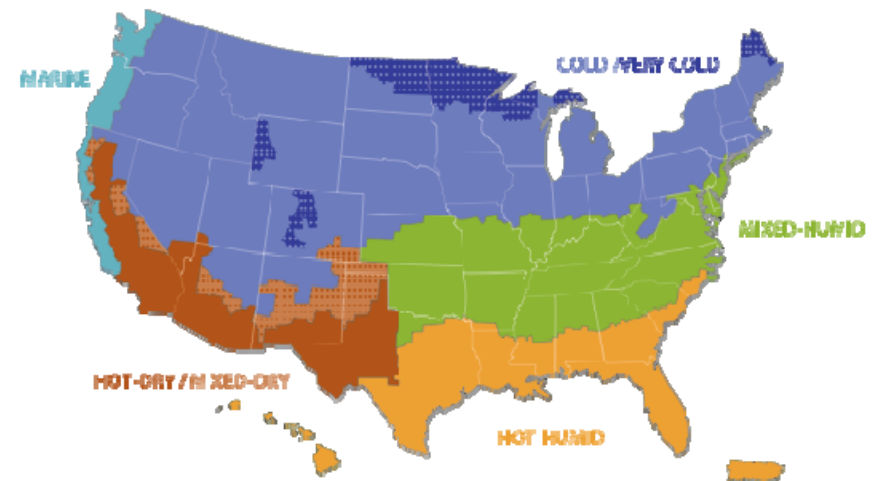 MARINE
COLD /VERY COLD
MIXED-HUMID
HOT-DRY / MIXED-DRY
HOT HUMID